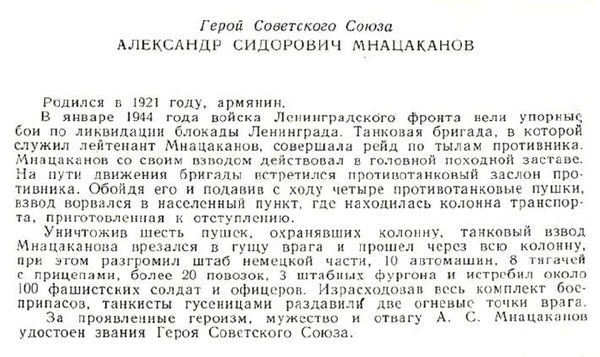 Герой Советского Союза
АЛЕКСАНДР СИДОРОВИЧ МНАЦАКАНОВ
Родился в 1921 году, армянин.
В январе 1944 года войска Ленинградского фронта вели упорные
бои по ликвидации блокады Ленинграда. Танковая бригада, в которой
служил лейтенант Мнацаканов, совершала рейд по тылам противника.
Мнацаканов со своим взводом действовал в головной походной заставе.
На пути движения бригады встретился противотанковый заслон про-
тивника. Обойдя его и подавив с ходу четыре противотанковые пушки,
взвод ворвался в населенный пункт, где находилась колонна транспор-
та, приготовленная к отступлению.
Уничтожив шесть пушек, охранявших колонну, танковый взвод
Мнацаканова врезался в гущу врага и прошел через всю колонну,
при этом разгромил штаб немецкой части, 10 автомашин, 8 тягачей
с прицепами, более 20 повозок, 3 штабных фургона и истребил около
100 фашистских солдат и офицеров. Израсходовав весь комплект бое-
припасов, танкисты гусеницами раздавили две огневые точки врага.
За проявленные героизм, мужество и отвагу А. С. Мнацаканов
удостоен звания Героя Советского Союза.